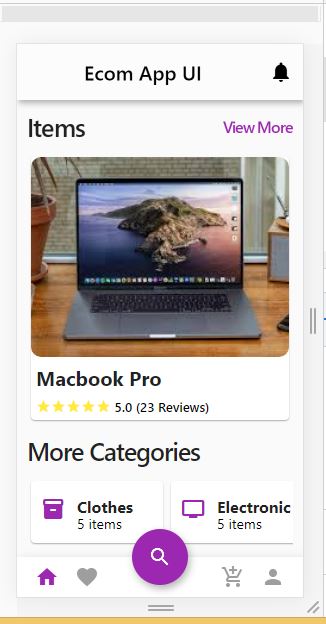 Ecom App UI
Items
View More
Macbook Pro
5.0 (23 Reviews)
More Categories
Clothes
5 items
Electronic
5 items